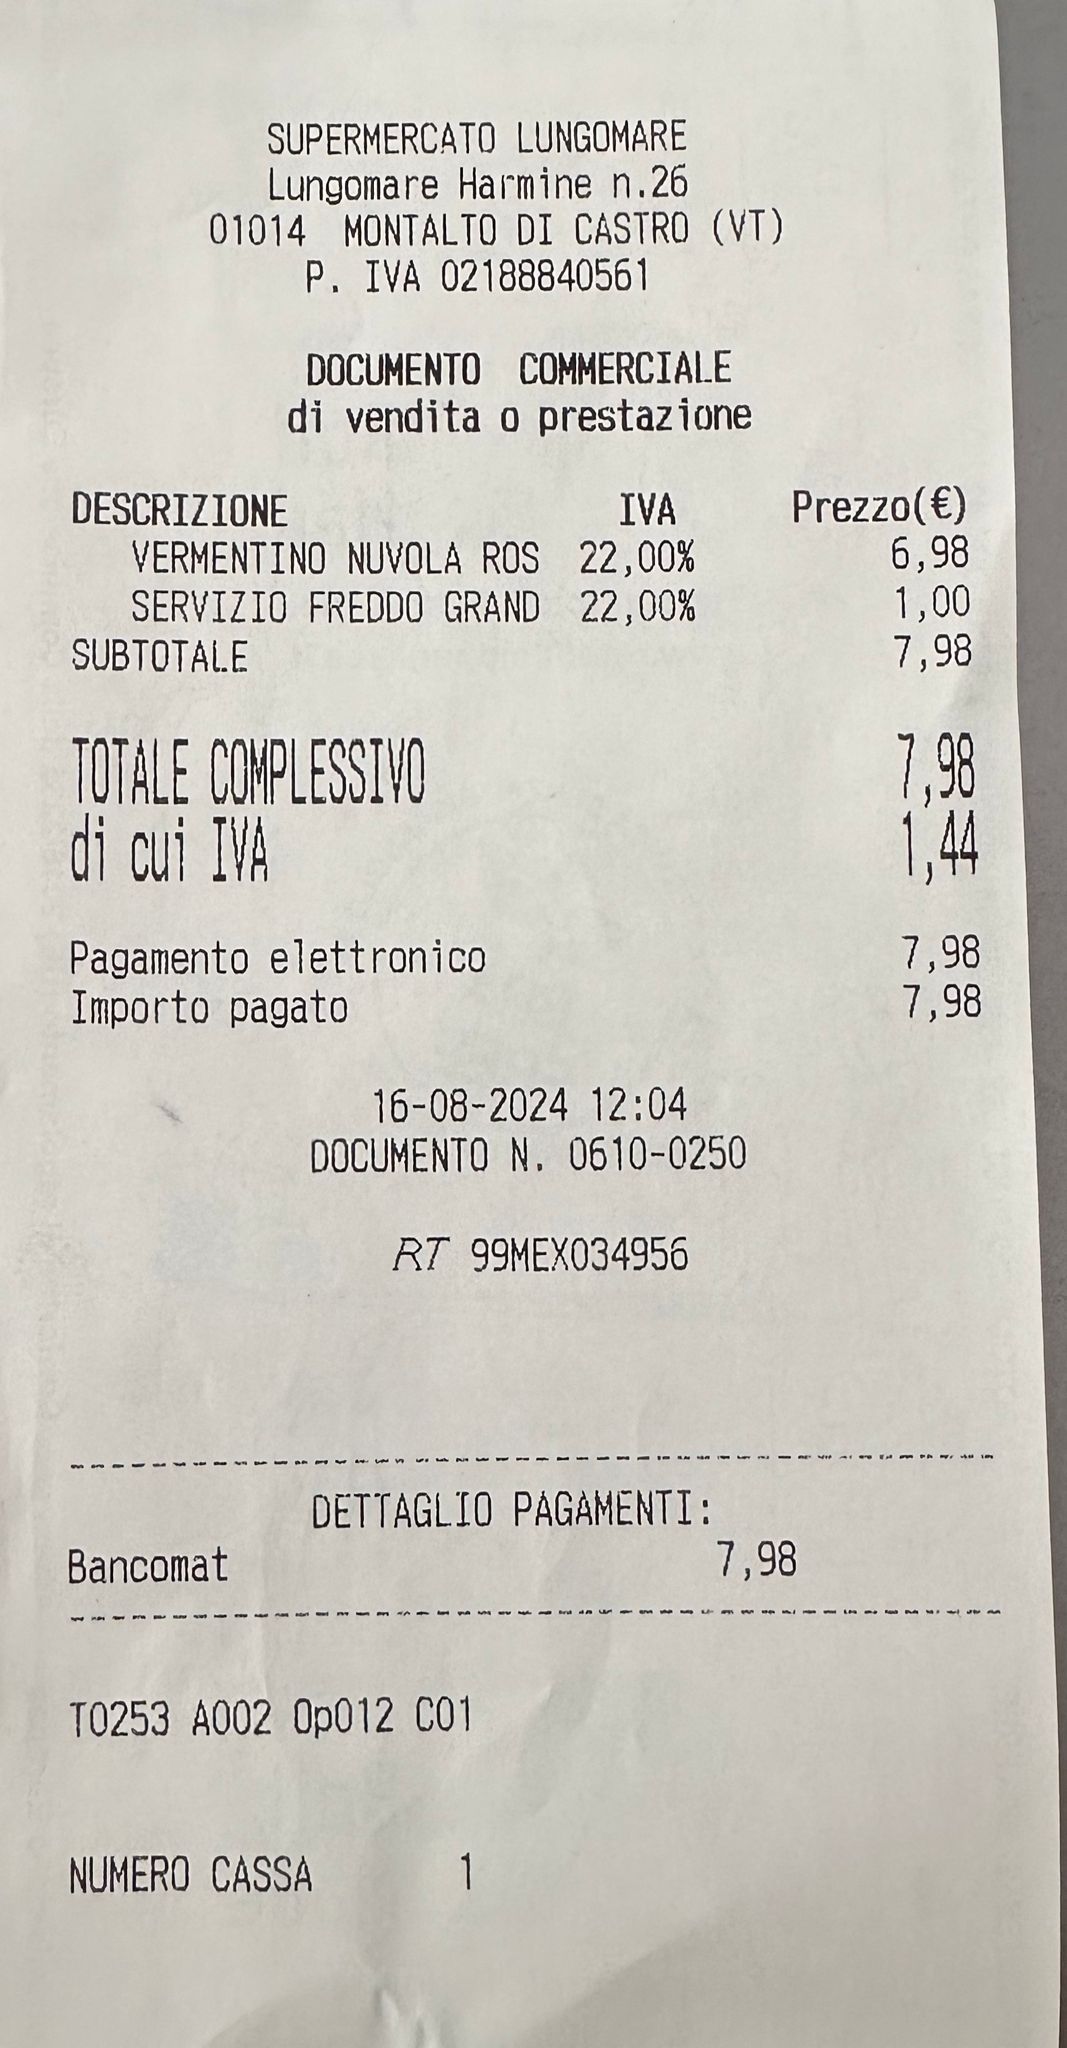 SUPERMERCATO LUNGOMARE
Lungomare Harmine n.26
01014 MONTALTO DI CASTRO (VT)
P. IVA 02188840561
DOCUMENTO COMMERCIALE
di vendita o prestazione
DESCRIZIONE IVA Prezzo(€)
VERMENTINO NUVOLA ROS 22,00% 6,98
SERVIZIO FREDDO GRAND 22,00% 1,00
SUBTOTALE 7,98
TOTALE COMPLESSIVO 7,98
di cui IVA 1,44
Pagamento elettronico 7,98
Importo pagato 7,98
16-08-2024 12:04
DOCUMENTO N. 0610-0250
RT 99MEX034956
DETTAGLIO PAGAMENTI:
Bancomat 7,98
T0253 A002 Op012 C01
NUMERO CASSA 1